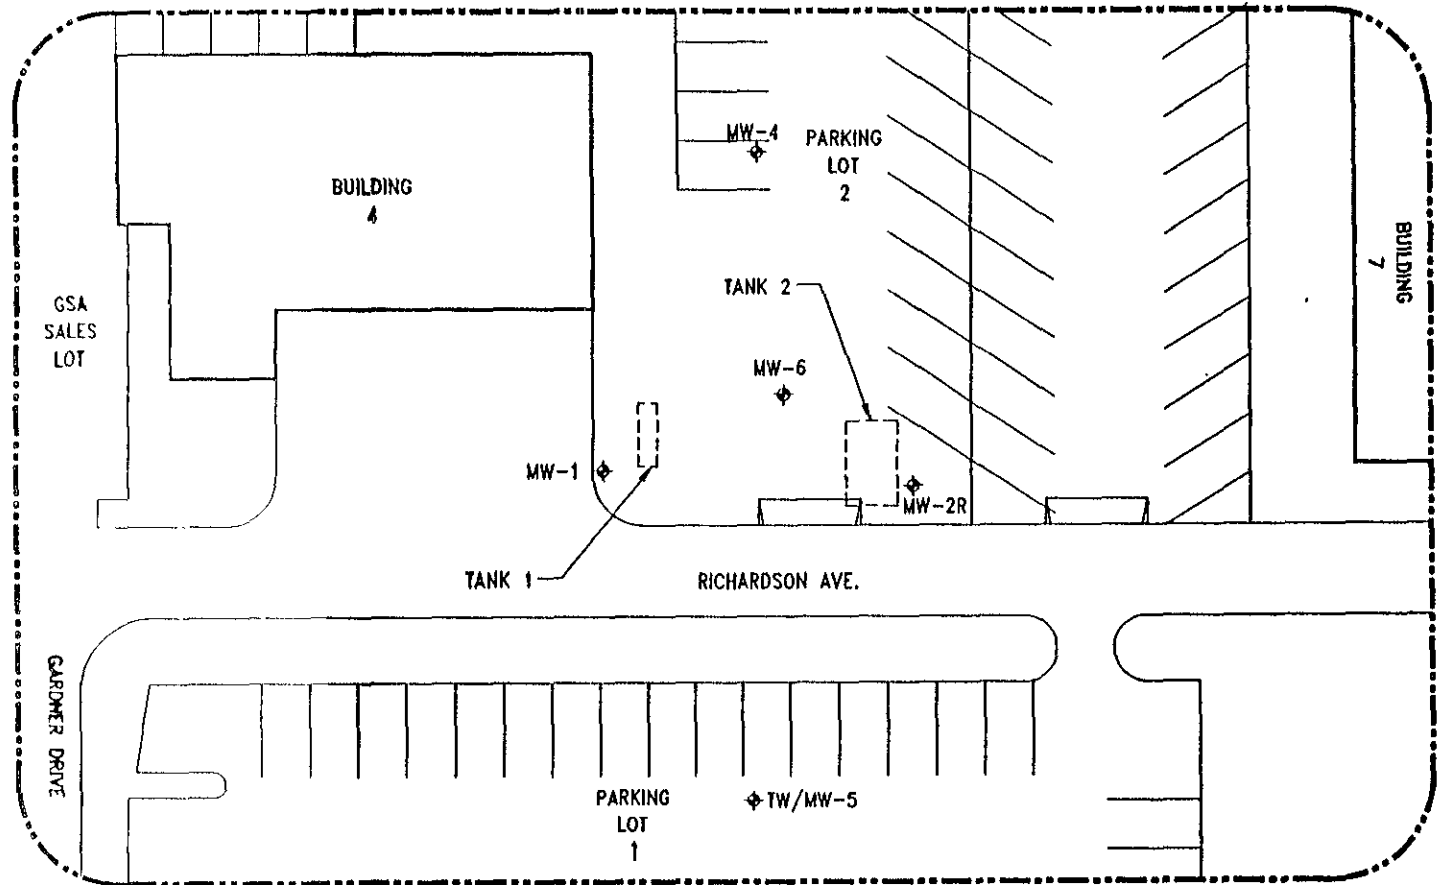 MW-4
PARKING
LOT
2
BUILDING
4
BUILDING
7
TANK 2
GSA
SALES
LOT
MW-6
MW-1
MW-2R
TANK 1
RICHARDSON AVE.
GARDNER DRIVE
PARKING
LOT
1
TW/MW-5